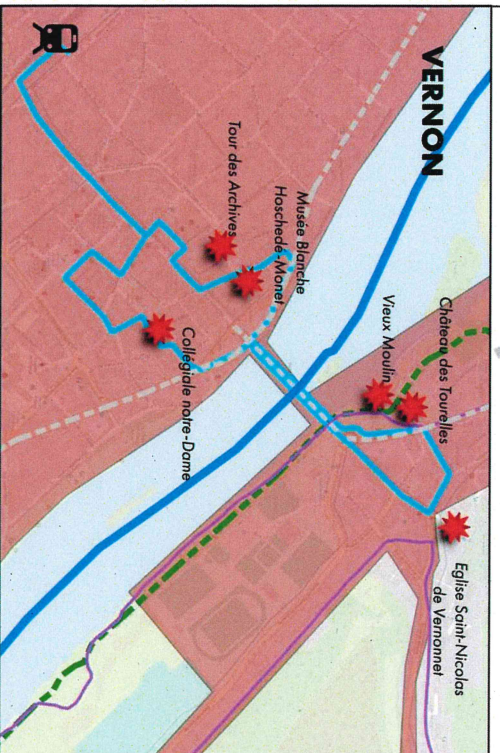 VERNON
Tour des Archives
Musée Blanche
Hoschedé-Monet
Vieux Moulin
Château des Tourelles
Collégiale notre-Dame
Eglise Saint-Nicolas
de Vernonnet